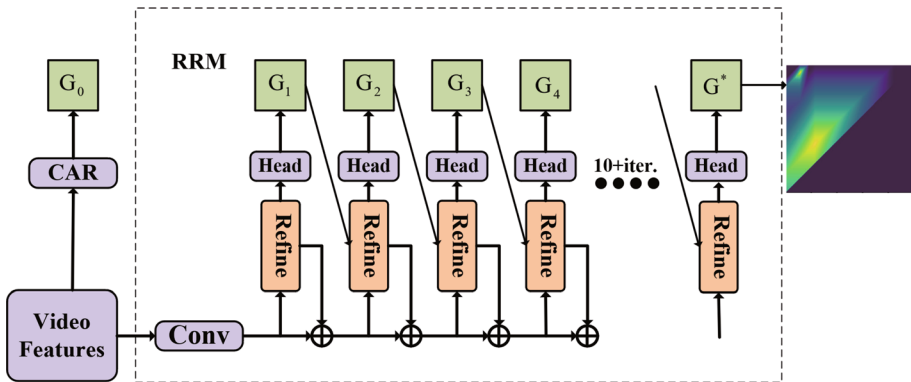 RRM
G0
G1
G2
G3
G4
G*
CAR
Head
Head
Head
Head
10+iter.
Head
Refine
Refine
Refine
Refine
Refine
Video
Features
Conv